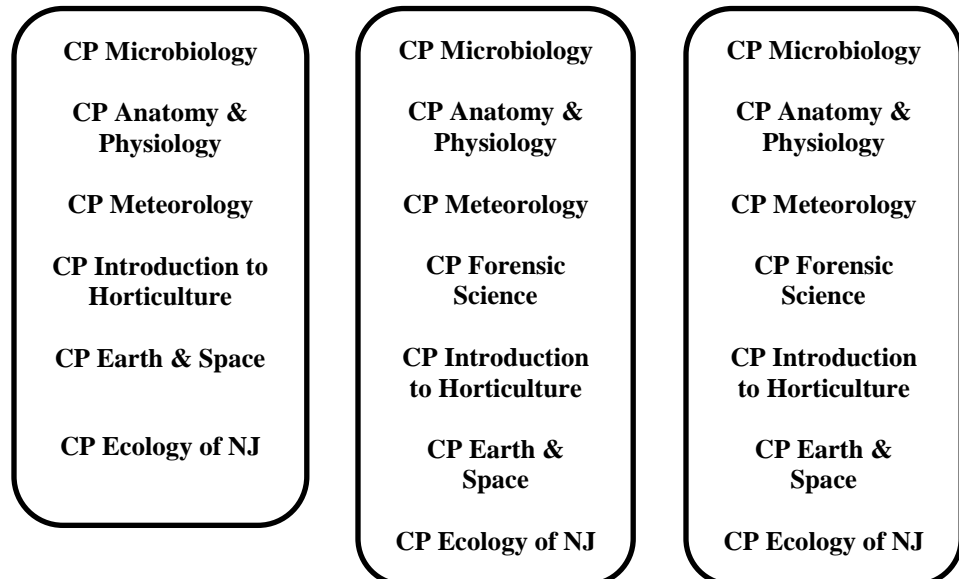 CP Microbiology
CP Anatomy &
Physiology
CP Meteorology
CP Introduction to
Horticulture
CP Earth & Space
CP Ecology of NJ
CP Microbiology
CP Anatomy &
Physiology
CP Meteorology
CP Forensic
Science
CP Introduction
to Horticulture
CP Earth &
Space
CP Ecology of NJ
CP Microbiology
CP Anatomy &
Physiology
CP Meteorology
CP Forensic
Science
CP Introduction
to Horticulture
CP Earth &
Space
CP Ecology of NJ